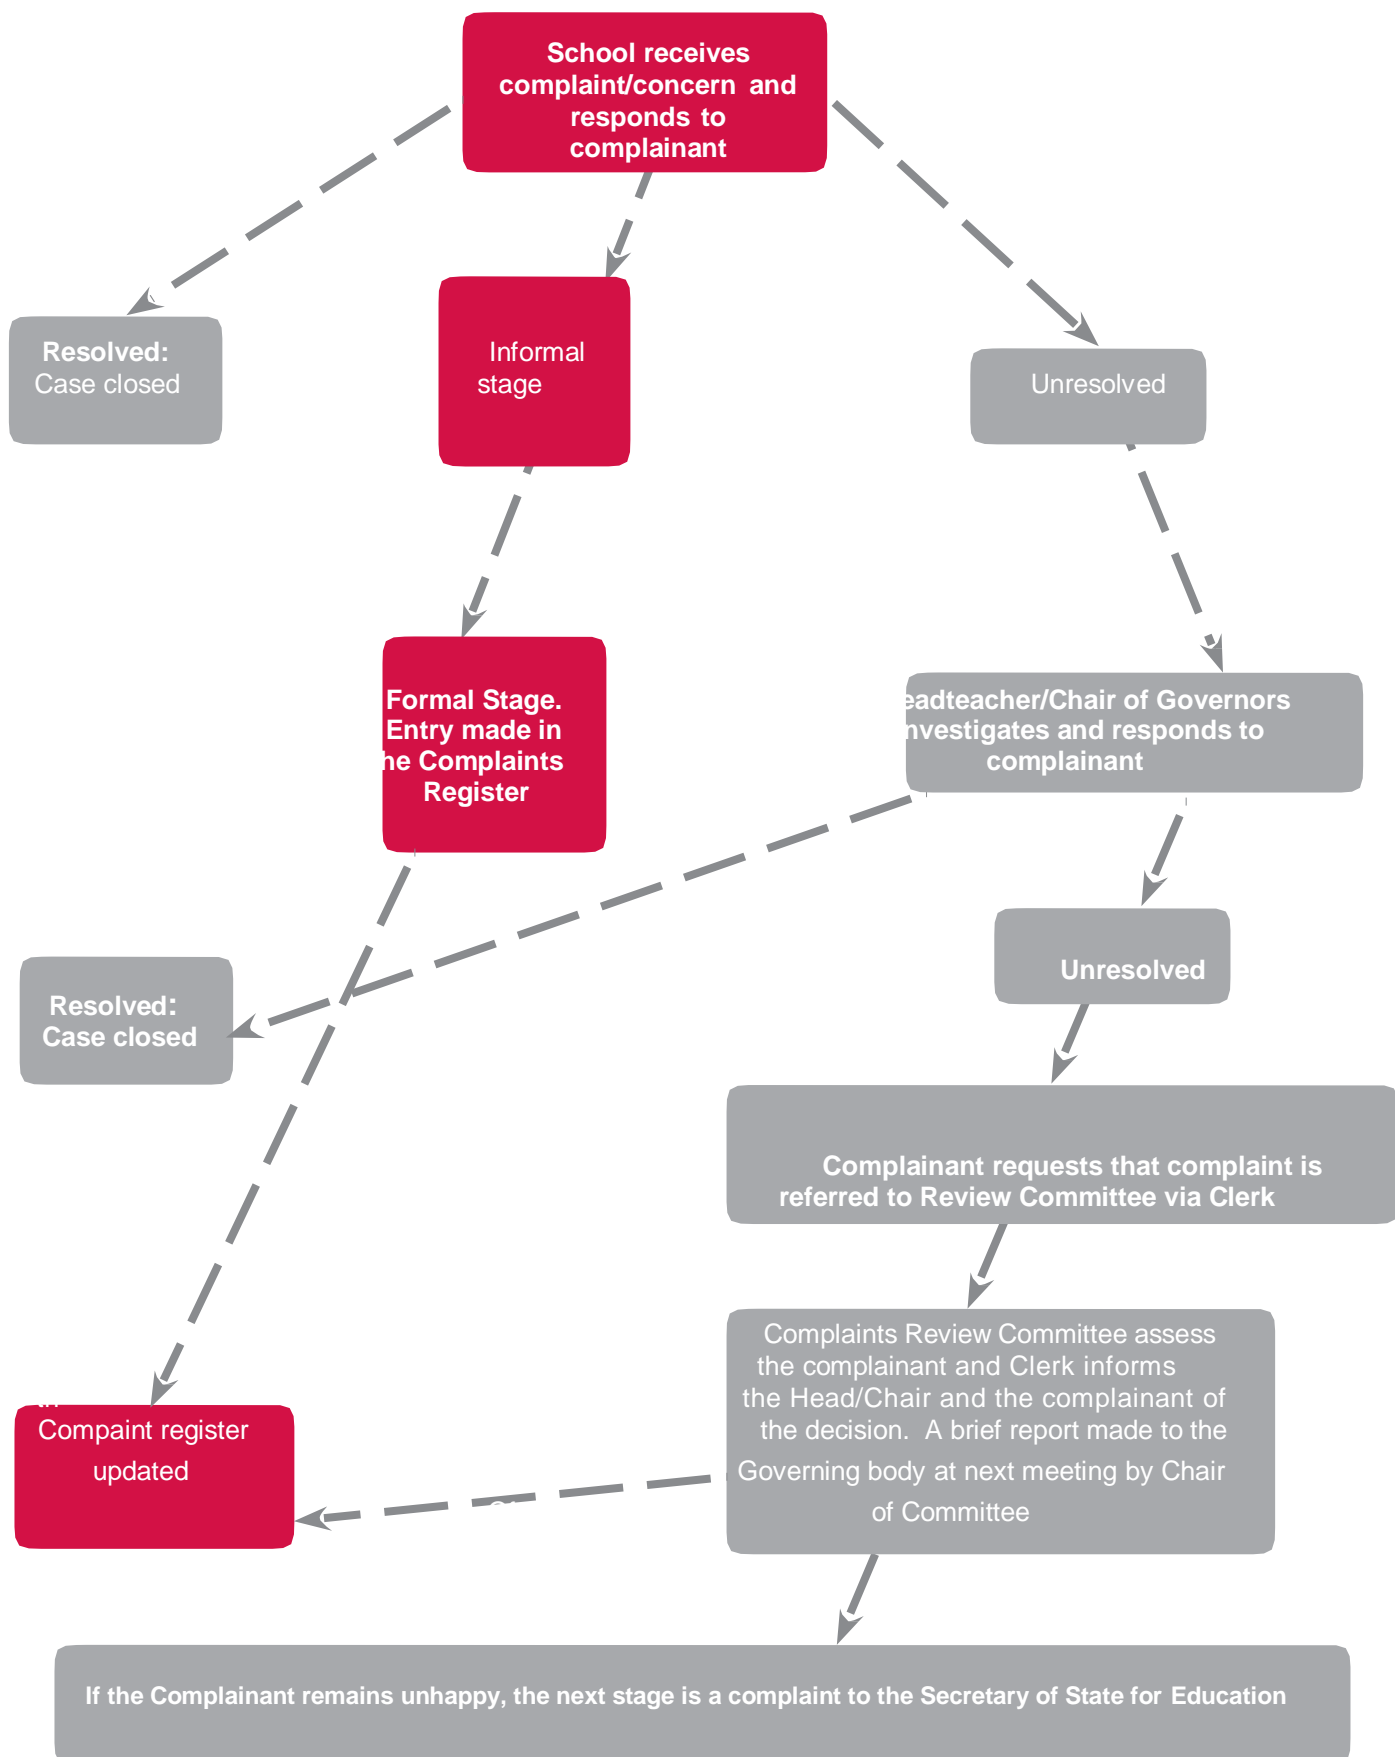 School receives
complaint/concern and
responds to
complainant
Resolved:
Case closed
Informal
stage
Unresolved
Formal Stage.
Entry made in
he Complaints
Register
eadteacher/Chair of Governors
nvestigates and responds to
complainant
Unresolved
Resolved:
Case closed
Complainant requests that complaint is
referred to Review Committee via Clerk
Complaints Review Committee assess
the complainant and Clerk informs
the Head/Chair and the complainant of
the decision. A brief report made to the
Governing body at next meeting by Chair
of Committee
Compaint register
updated
If the Complainant remains unhappy, the next stage is a complaint to the Secretary of State for Education